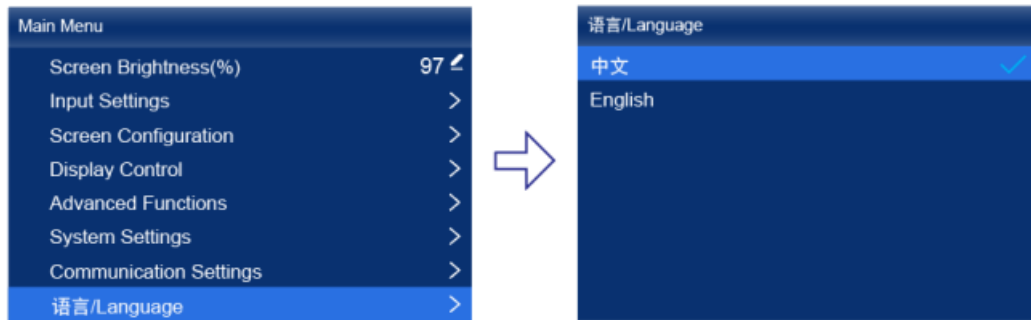 Main Menu
Screen Brightness(%) 97
Input Settings
Screen Configuration
Display Control
Advanced Functions
System Settings
Communication Settings
语言/Language
语言/Language
中文
English